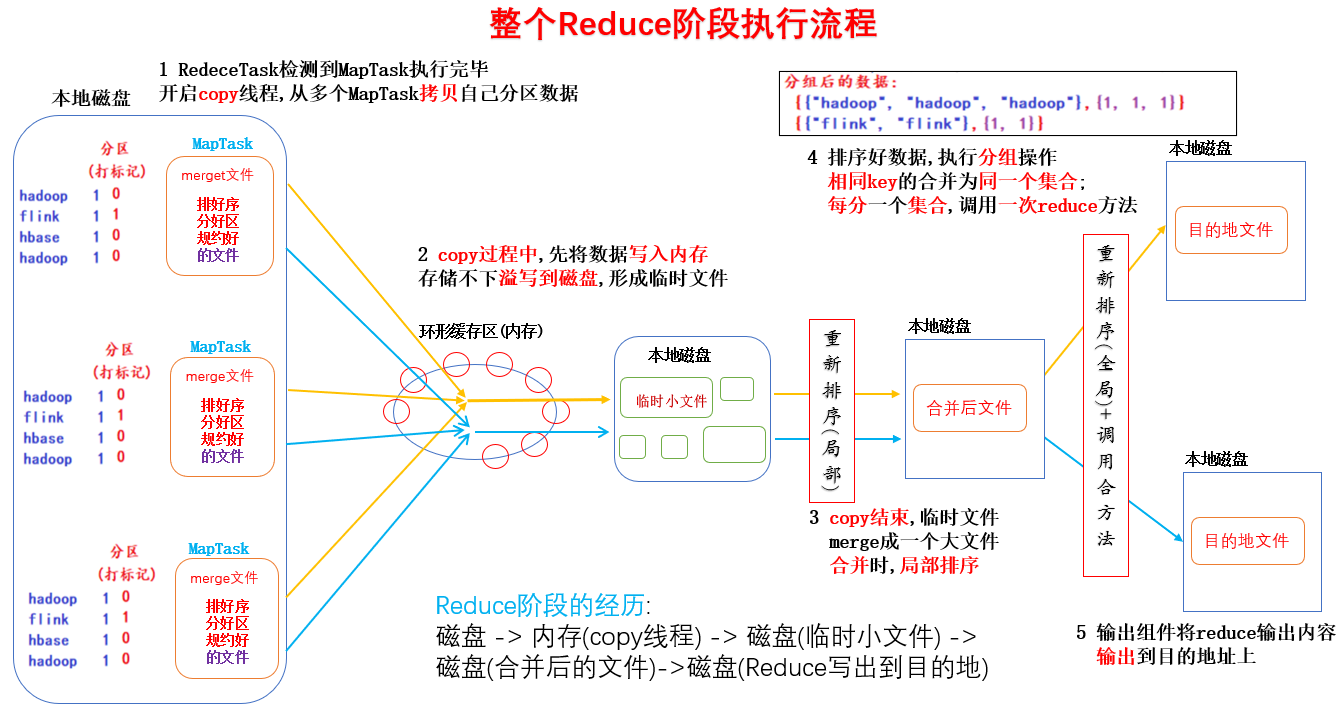 整个Reduce阶段执行流程
1 RedeceTask检测到MapTask执行完毕
开启copy线程,从多个MapTask拷贝自己分区数据
本地磁盘
分区
(打标记)
hadoop 1 0
flink 1 1
hbase 1 0
hadoop 1 0
MapTask
merget文件
排好序
分好区
规约好
的文件
分区
(打标记)
hadoop 1 0
flink 1 1
hbase 1 0
hadoop 1 0
MapTask
merge文件
排好序
分好区
规约好
的文件
分区
(打标记)
hadoop 1 0
flink 1 1
hbase 1 0
hadoop 1 0
MapTask
merge文件
排好序
分好区
规约好
的文件
2 copy过程中,先将数据写入内存
存储不下溢写到磁盘,形成临时文件
环形缓存区(内存)
本地磁盘
临时小文件
重新排序(局部)
3 copy结束,临时文件
merge成一个大文件
合并时,局部排序
本地磁盘
合并后文件
分组后的数据:
{{"hadoop", "hadoop", "hadoop"},{1, 1, 1}}
{{"flink", "flink"},{1, 1}}
4 排序好数据,执行分组操作
相同key的合并为同一个集合;
每分一个集合,调用一次reduce方法
重新排序(全局)+调用合方法
本地磁盘
目的地文件
本地磁盘
目的地文件
5 输出组件将reduce输出内容
输出到目的地址上
Reduce阶段的经历:
磁盘 -> 内存(copy线程) -> 磁盘(临时小文件) ->
磁盘(合并后的文件)->磁盘(Reduce写出到目的地)